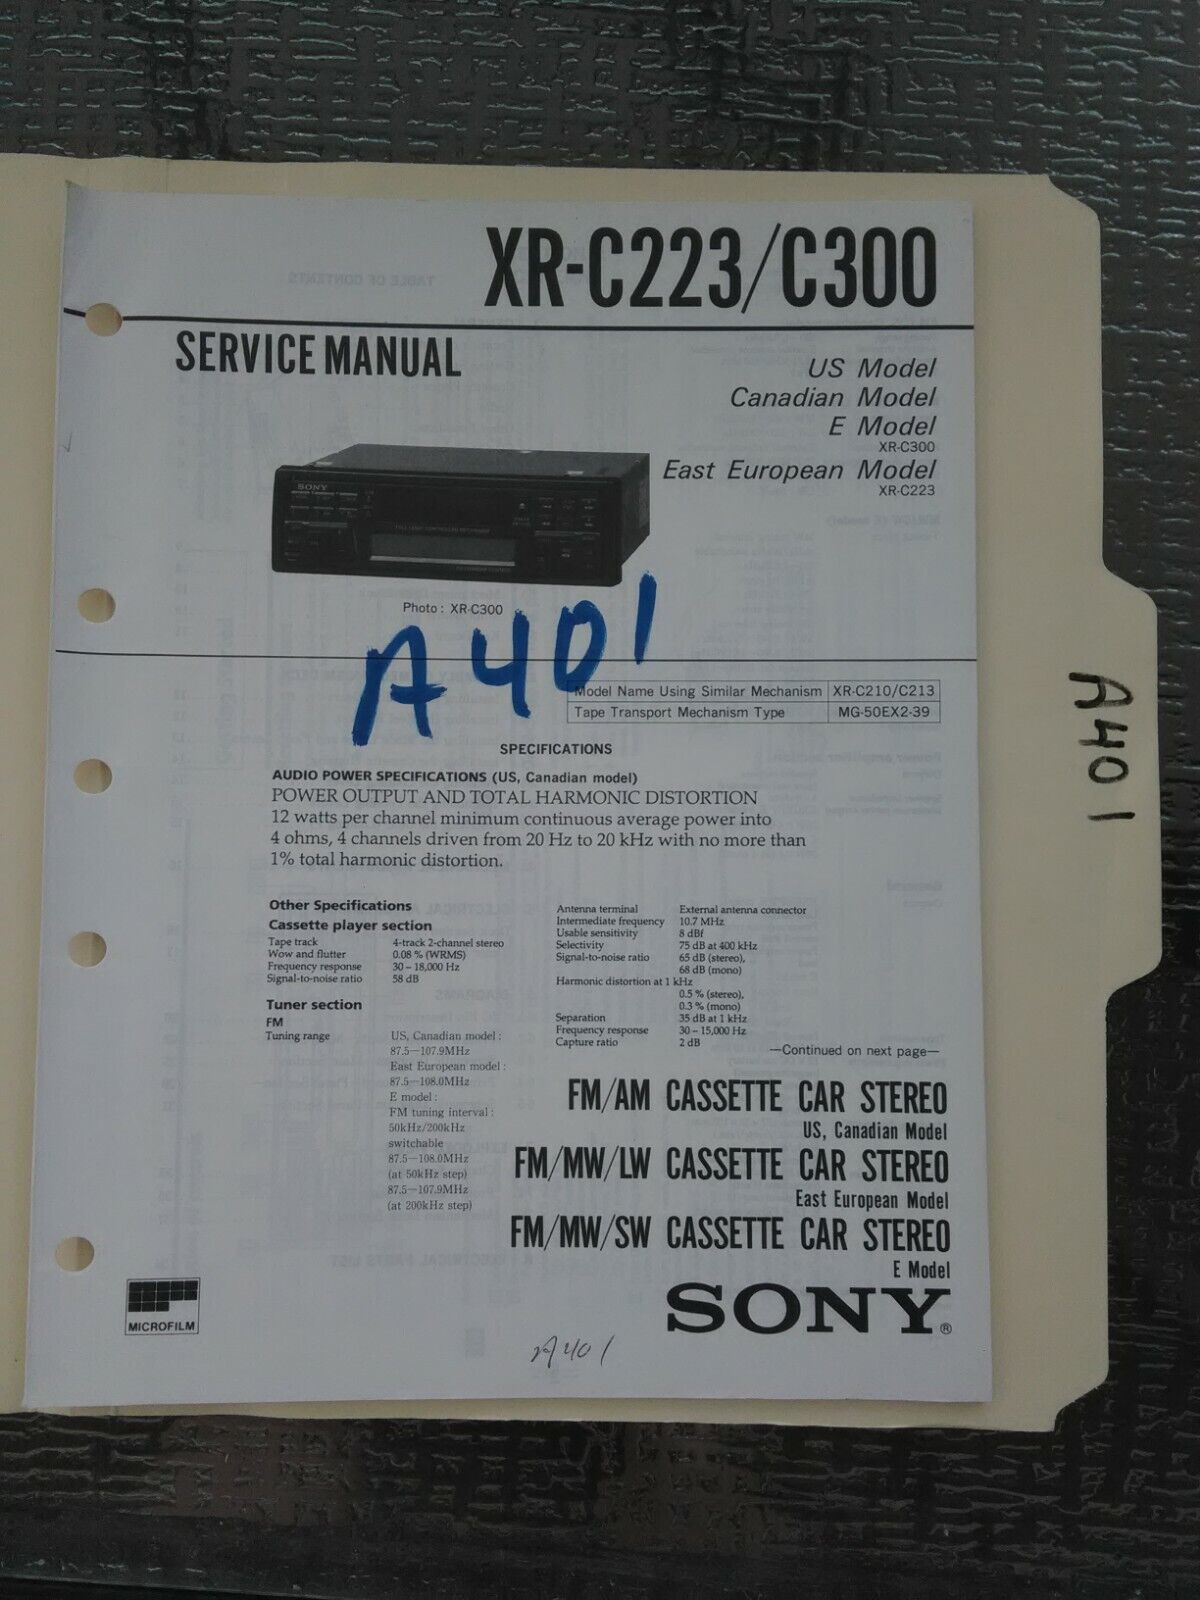 XR-C223/C300
SERVICE MANUAL
US Model
Canadian Model
E Model
XR-C300
East European Model
XR-C223
SONY
Photo : XR-C300
A401
Model Name Using Similar Mechanism XR-C210/C213
Tape Transport Mechanism Type MG-50EX2-39
SPECIFICATIONS
AUDIO POWER SPECIFICATIONS (US, Canadian model)
POWER OUTPUT AND TOTAL HARMONIC DISTORTION
12 watts per channel minimum continuous average power into
4 ohms, 4 channels driven from 20 Hz to 20 kHz with no more than
1% total harmonic distortion.
Other Specifications
Cassette player section
Tape track 4-track 2-channel stereo
Wow and flutter 0.08 % (WRMS)
Frequency response 30 – 18,000 Hz
Signal-to-noise ratio 58 dB
Tuner section
FM
Tuning range US, Canadian model :
87.5—107.9MHz
East European model :
87.5—108.0MHz
E model :
FM tuning interval :
50kHz/200kHz
switchable
87.5—108.0MHz
(at 50kHz step)
87.5—107.9MHz
(at 200kHz step)
Antenna terminal External antenna connector
Intermediate frequency 10.7 MHz
Usable sensitivity 8 dBf
Selectivity 75 dB at 400 kHz
Signal-to-noise ratio 65 dB (stereo),
68 dB (mono)
Harmonic distortion at 1 kHz
0.5 % (stereo),
0.3 % (mono)
Separation 35 dB at 1 kHz
Frequency response 30 – 15,000 Hz
Capture ratio 2 dB
—Continued on next page—
FM/AM CASSETTE CAR STEREO
US, Canadian Model
FM/MW/LW CASSETTE CAR STEREO
East European Model
FM/MW/SW CASSETTE CAR STEREO
E Model
MICROFILM
SONY®
A401
A401